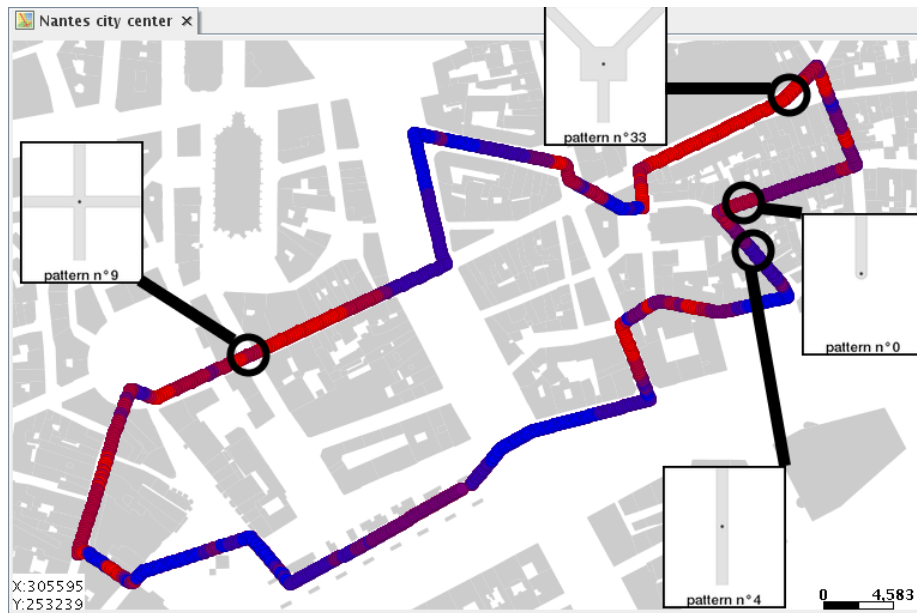 Nantes city center ×
pattern n°33
pattern n°9
pattern n°0
pattern n°4
X:305595
Y:253239
0 4,583